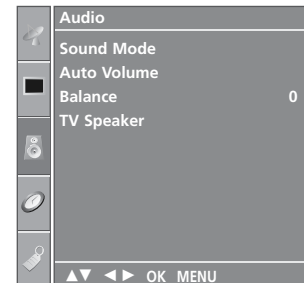 Audio
Sound Mode
Auto Volume
Balance 0
TV Speaker
▲▼ ◄► OK MENU